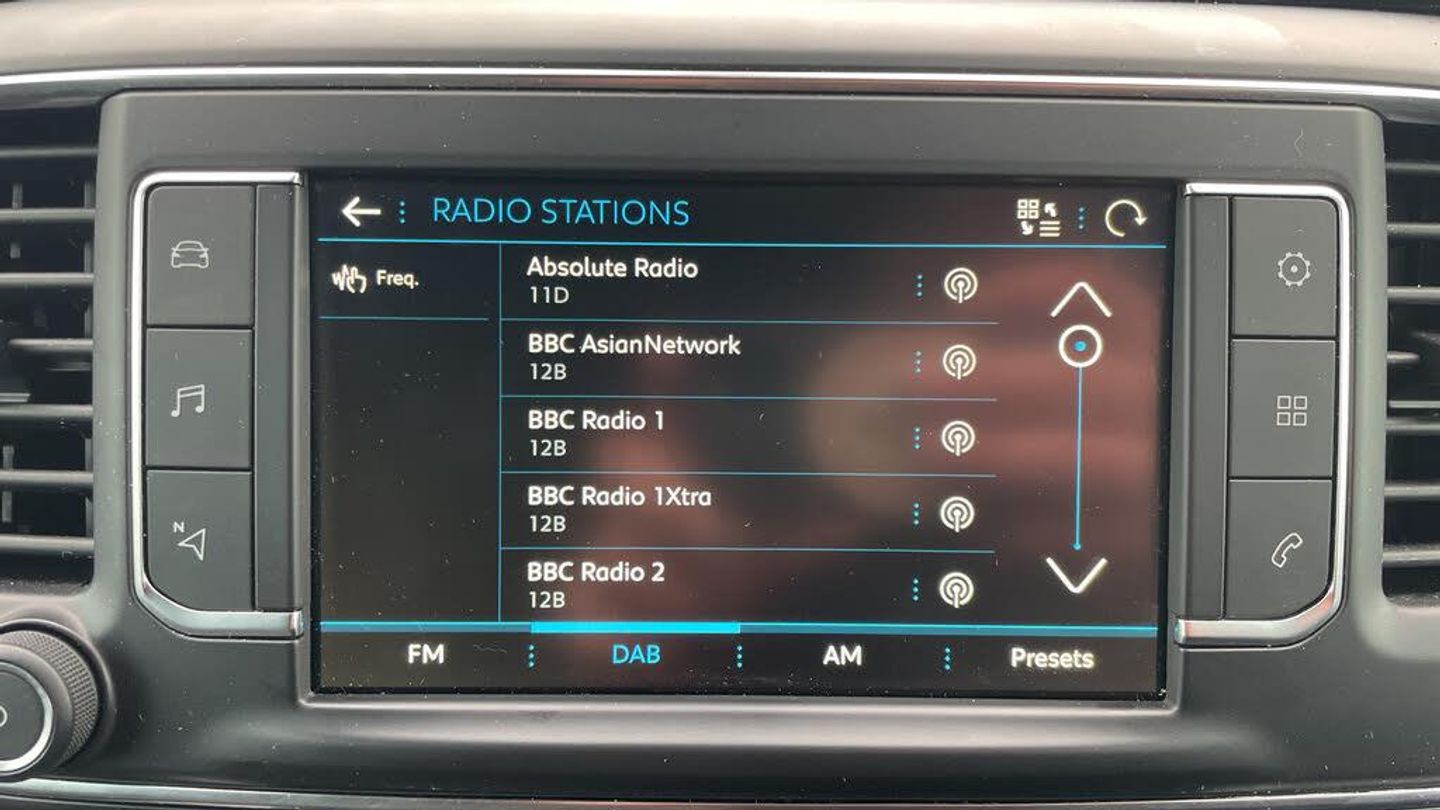 RADIO STATIONS
Freq.
Absolute Radio
11D
BBC AsianNetwork
12B
BBC Radio 1
12B
BBC Radio 1Xtra
12B
BBC Radio 2
12B
FM
DAB
AM
Presets
N